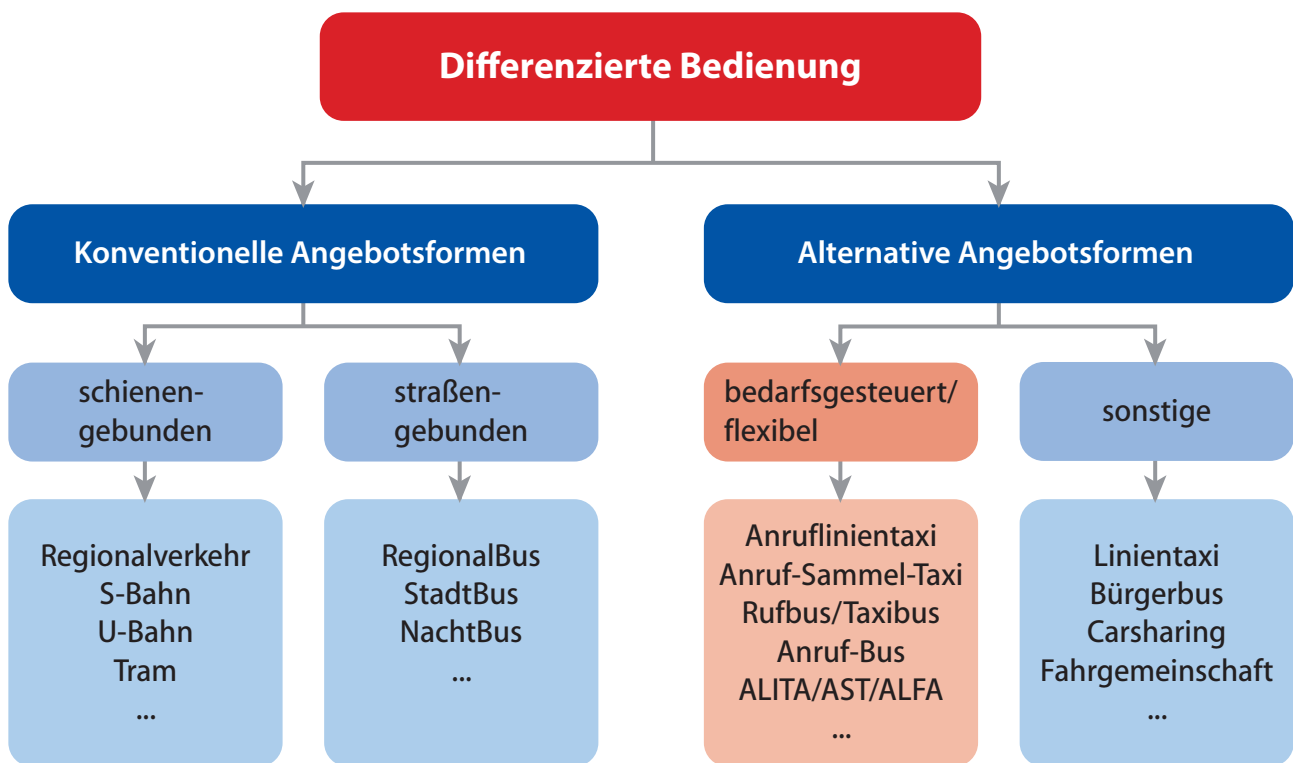 Differenzierte Bedienung
Konventionelle Angebotsformen
Alternative Angebotsformen
schienen-
gebunden
straßen-
gebunden
bedarfsgesteuert/
flexibel
sonstige
Regionalverkehr
S-Bahn
U-Bahn
Tram
...
RegionalBus
StadtBus
NachtBus
...
Anruflinientaxi
Anruf-Sammel-Taxi
Rufbus/Taxibus
Anruf-Bus
ALITA/AST/ALFA
...
Linientaxi
Bürgerbus
Carsharing
Fahrgemeinschaft
...